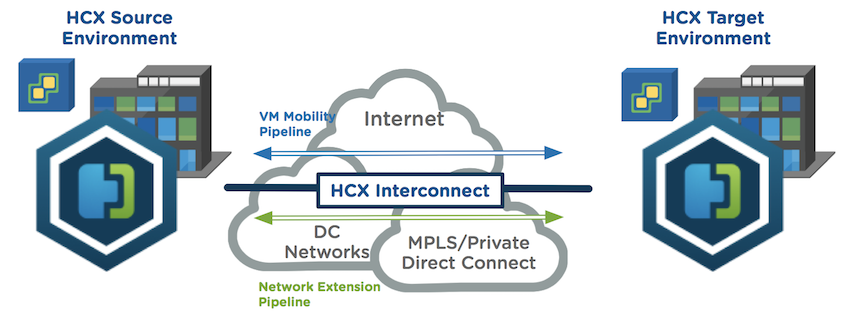 HCX Source
Environment
HCX Target
Environment
VM Mobility
Pipeline
Internet
HCX Interconnect
DC
Networks
MPLS/Private
Direct Connect
Network Extension
Pipeline